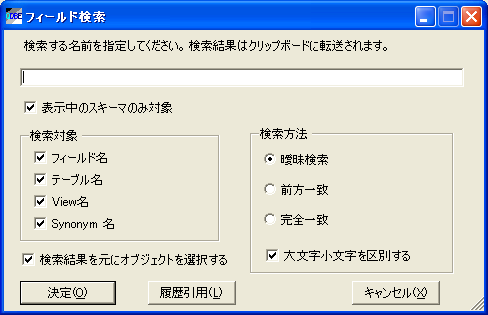 DBE
フィールド検索
検索する名前を指定してください。検索結果はクリップボードに転送されます。
表示中のスキーマのみ対象
検索対象
フィールド名
テーブル名
View名
Synonym 名
検索方法
曖昧検索
前方一致
完全一致
大文字小文字を区別する
検索結果を元にオブジェクトを選択する
決定(O)
履歴引用(L)
キャンセル(X)